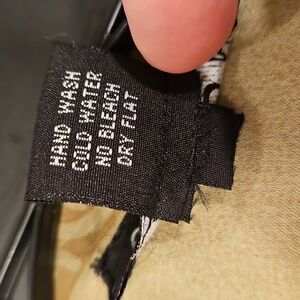 HAND WASH
COLD WATER
NO BLEACH
DRY FLAT